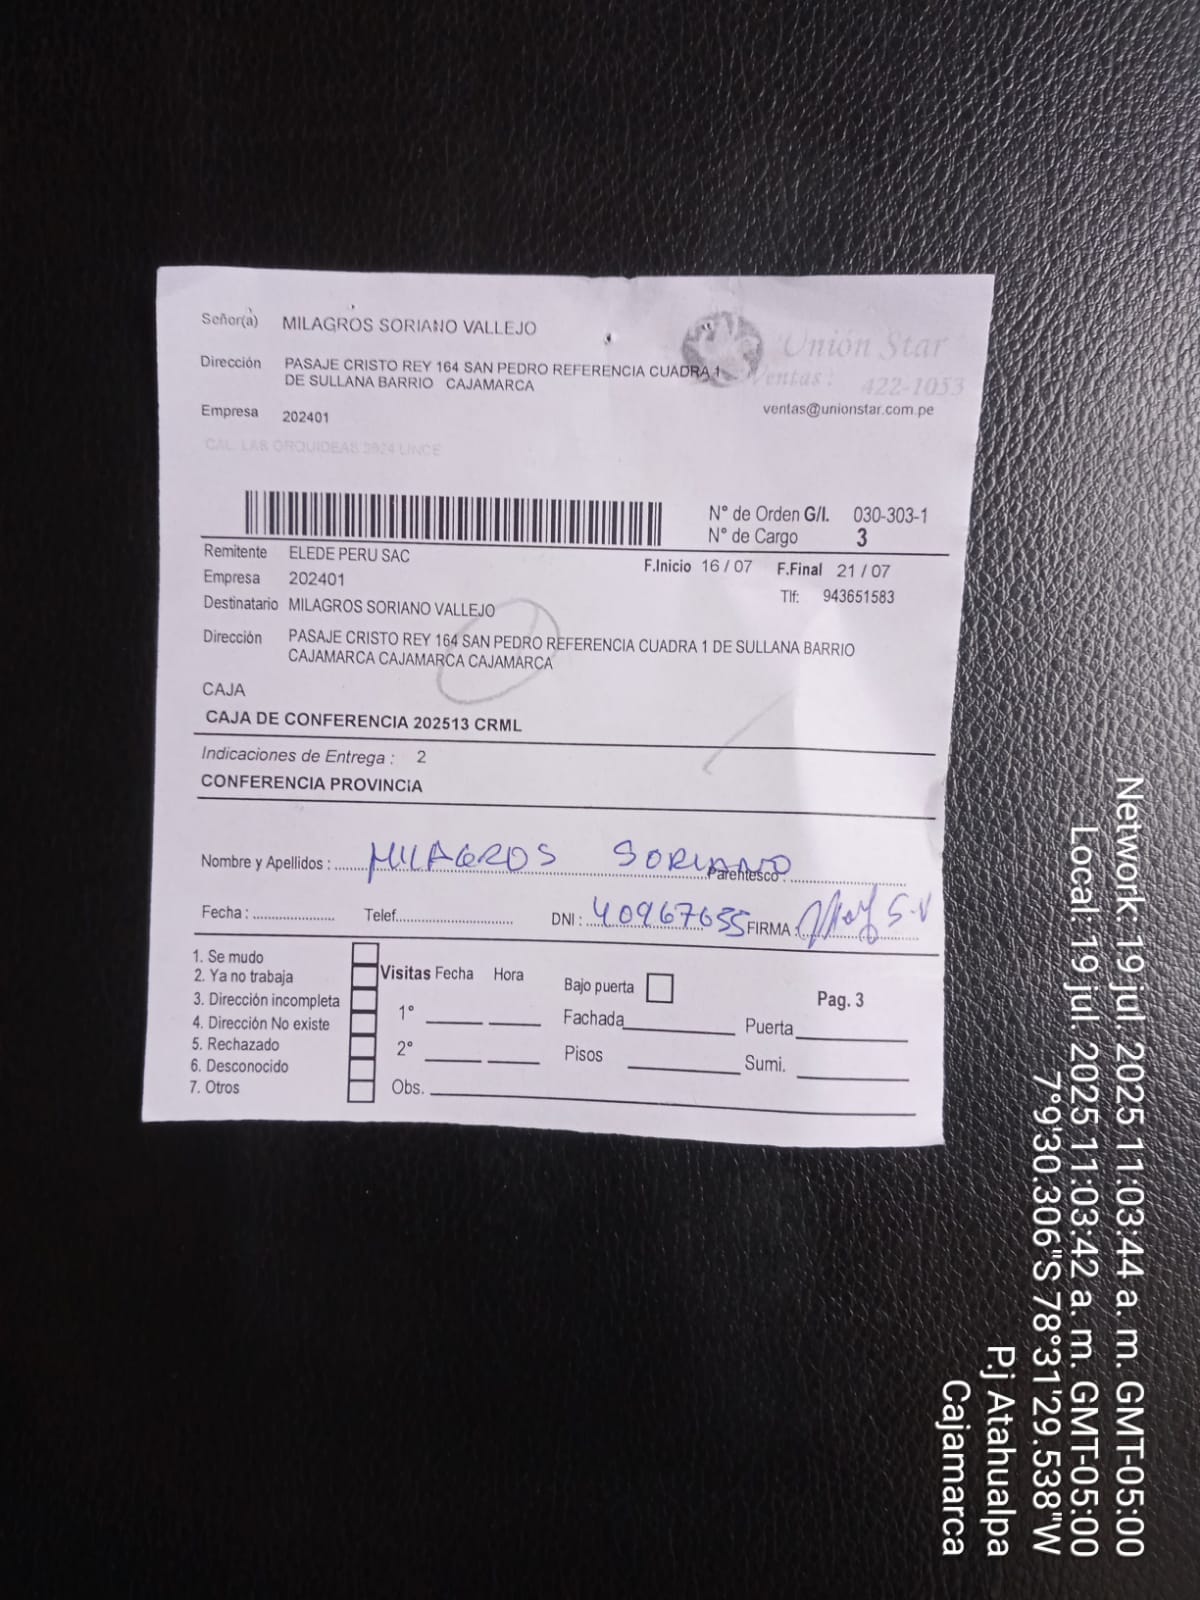 Señor(a) MILAGROS SORIANO VALLEJO
Unión Star
Dirección PASAJE CRISTO REY 164 SAN PEDRO REFERENCIA CUADRA 1
DE SULLANA BARRIO CAJAMARCA
Ventas: 422-1053
ventas@unionstar.com.pe
Empresa 202401
CAL. LAS ORQUIDEAS 2624 LINCE
N° de Orden G/I. 030-303-1
N° de Cargo 3
Remitente ELEDE PERU SAC
F.Inicio 16 / 07 F.Final 21 / 07
Empresa 202401
Tlf: 943651583
Destinatario MILAGROS SORIANO VALLEJO
Dirección PASAJE CRISTO REY 164 SAN PEDRO REFERENCIA CUADRA 1 DE SULLANA BARRIO
CAJAMARCA CAJAMARCA CAJAMARCA
CAJA
CAJA DE CONFERENCIA 202513 CRML
Indicaciones de Entrega : 2
CONFERENCIA PROVINCIA
Nombre y Apellidos : MILAGROS SORIANO Parentesco :
Fecha : Telef. DNI : 40967655 FIRMA : S.V
1. Se mudo
2. Ya no trabaja
3. Dirección incompleta
4. Dirección No existe
5. Rechazado
6. Desconocido
7. Otros
Visitas Fecha Hora
1°
2°
Obs.
Bajo puerta
Fachada
Pisos
Pag. 3
Puerta
Sumi.
Network: 19 jul. 2025 11:03:44 a. m. GMT-05:00
Local: 19 jul. 2025 11:03:42 a. m. GMT-05:00
7°9'30.306"S 78°31'29.538"W
P.j Atahualpa
Cajamarca